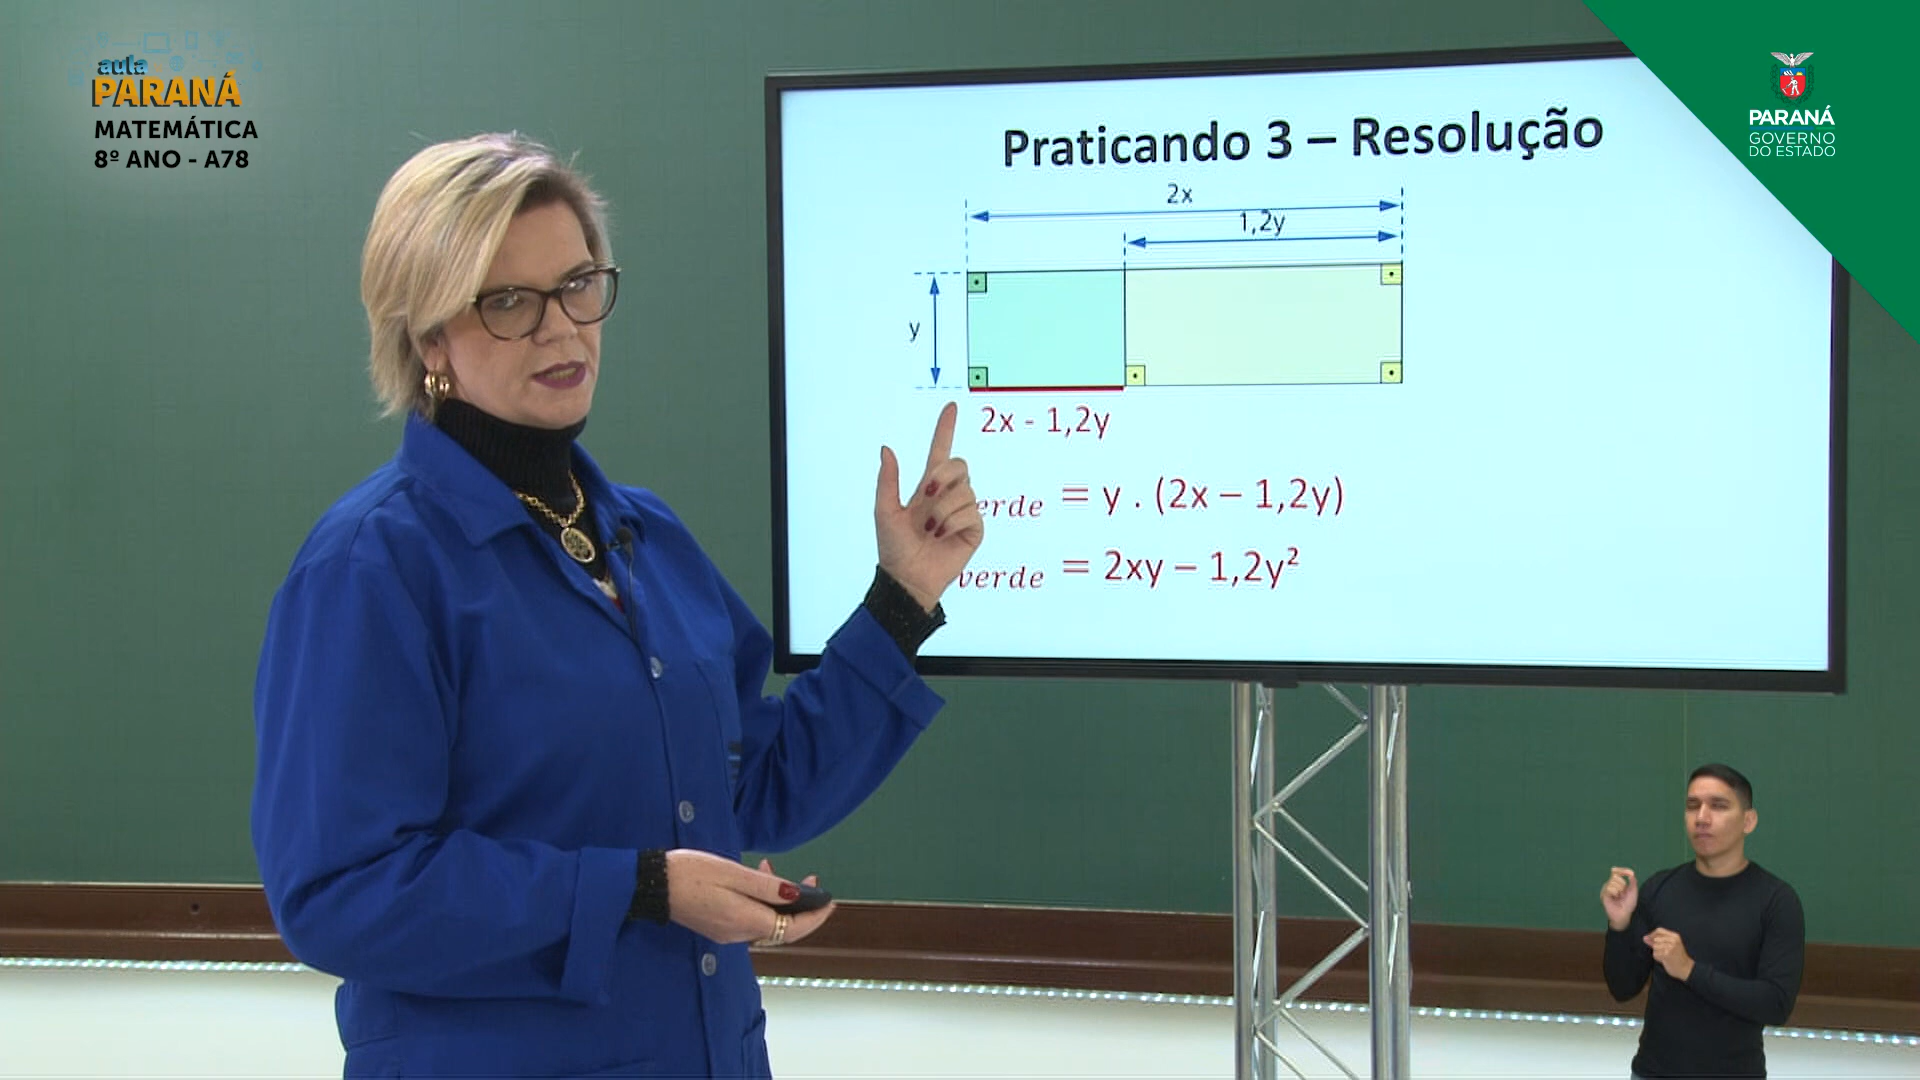 aula
PARANÁ
MATEMÁTICA
8º ANO - A78
PARANÁ
GOVERNO
DO ESTADO
Praticando 3 – Resolução
2x
1,2y
y
2x - 1,2y
erde = y . (2x – 1,2y)
verde = 2xy – 1,2y²